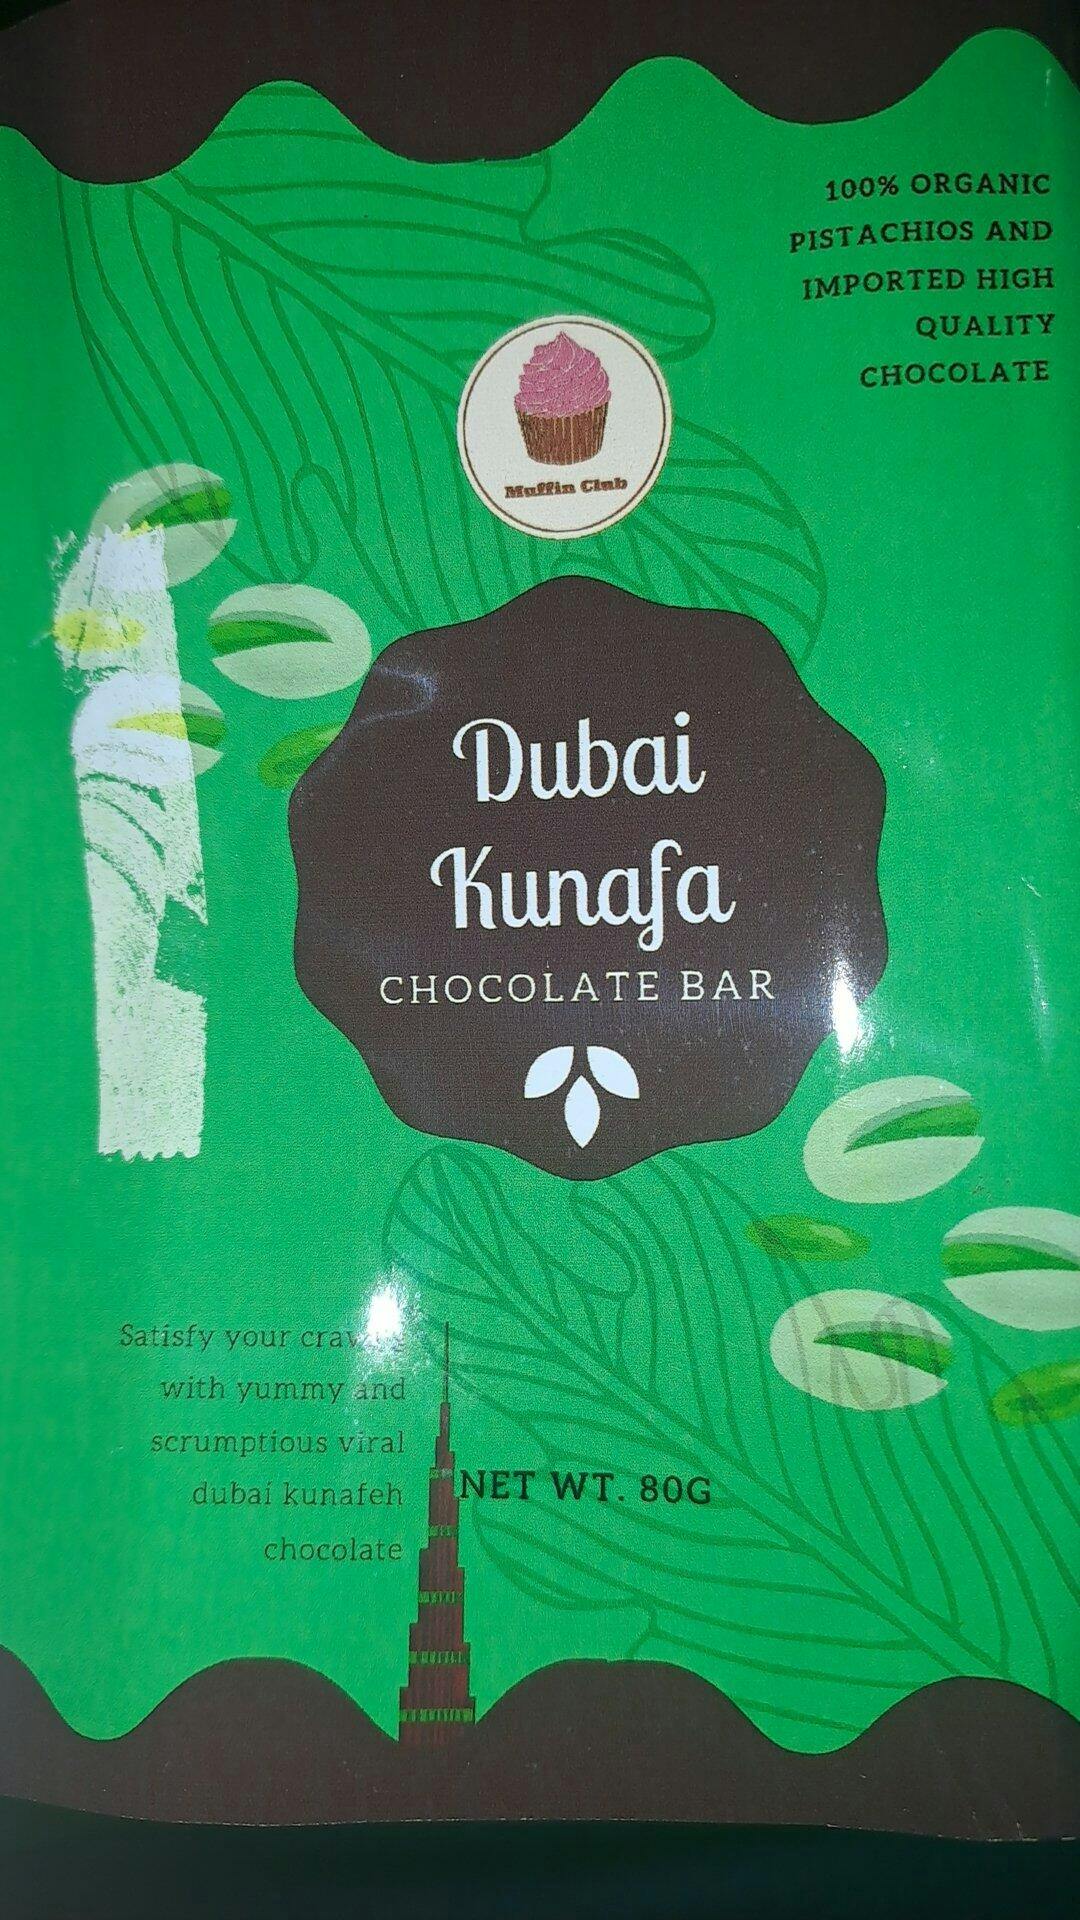 100% ORGANIC
PISTACHIOS AND
IMPORTED HIGH
QUALITY
CHOCOLATE
Muffin Club
Dubai
Kunafa
CHOCOLATE BAR
Satisfy your
with yummy and
scrumptious viral
dubai kunafeh
chocolate
NET WT. 80G